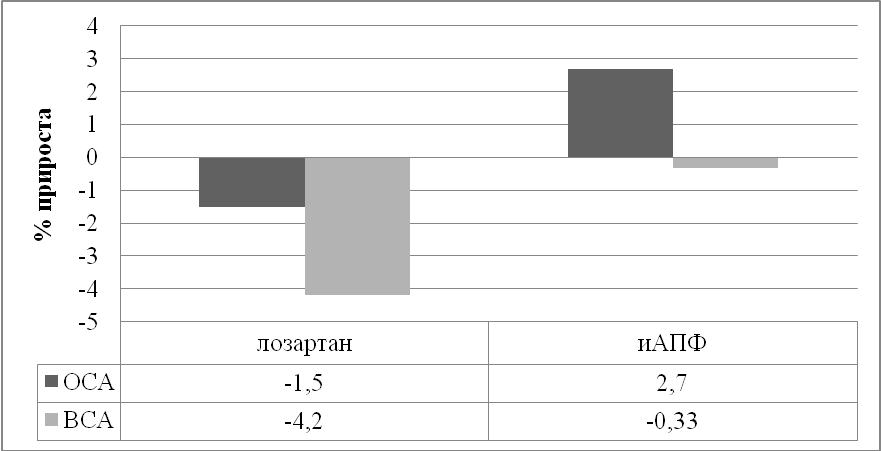 % прироста
4
3
2
1
0
-1
-2
-3
-4
-5
лозартан иАПФ
ОСА -1,5 2,7
ВСА -4,2 -0,33